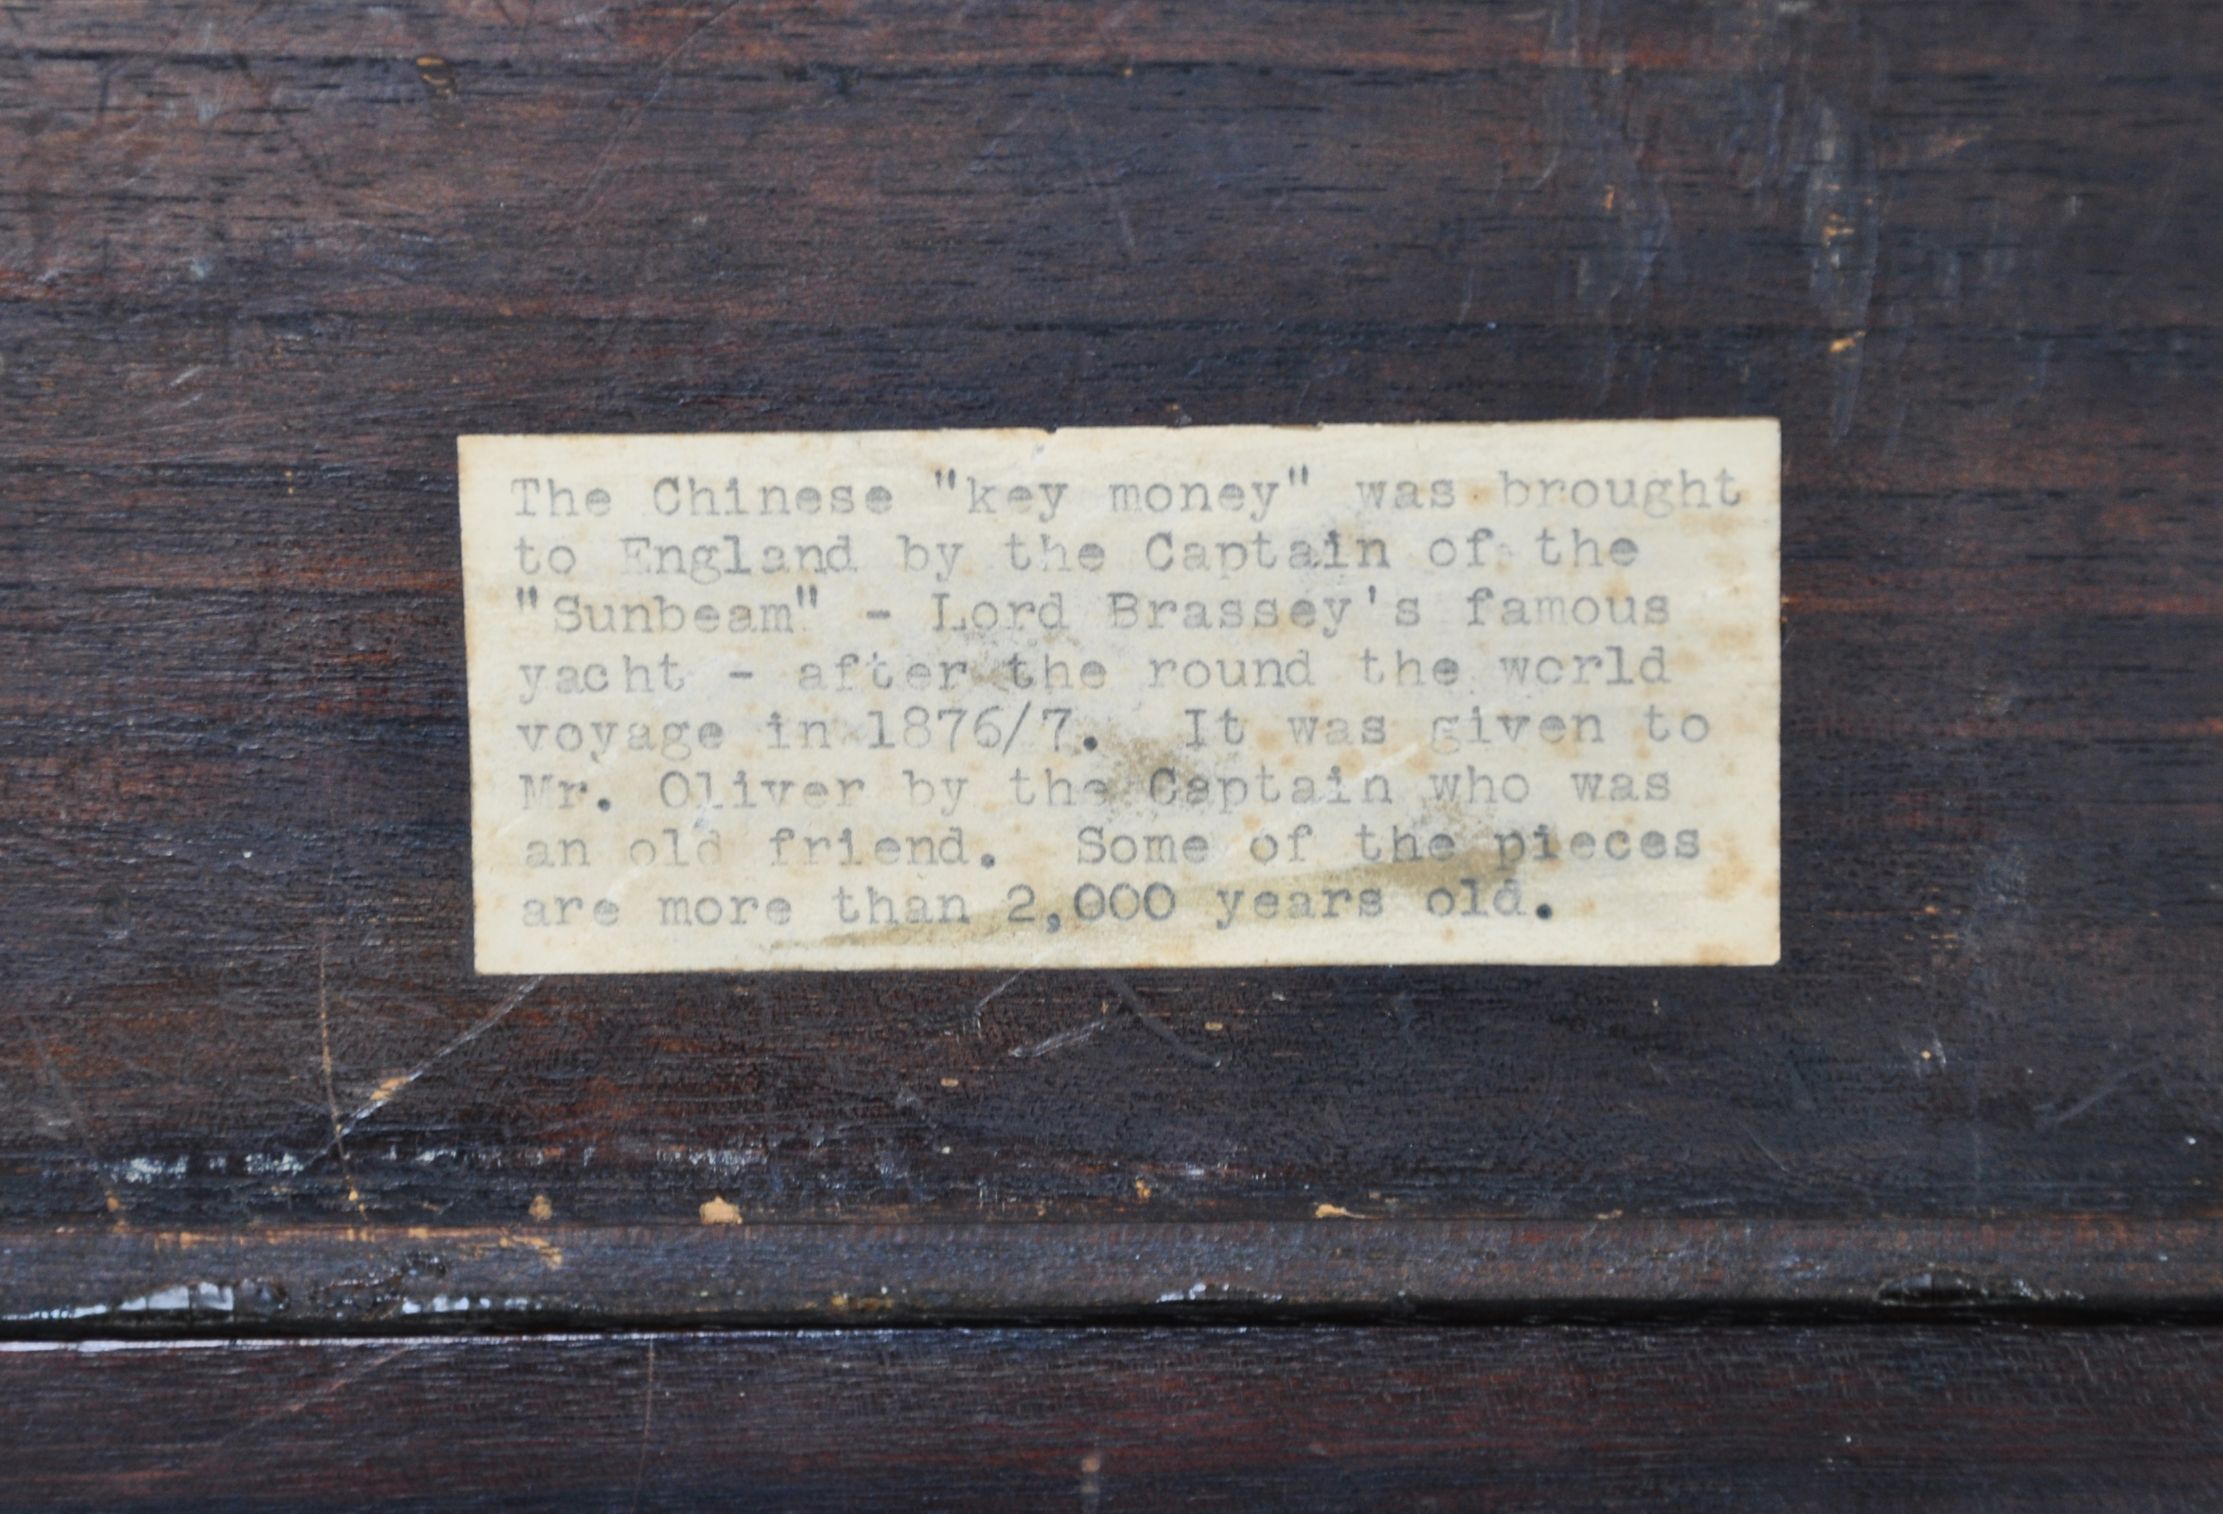 The Chinese "key money" was brought
to England by the Captain of the
"Sunbeam" - Lord Brassey's famous
yacht - after the round the world
voyage in 1876/7. It was given to
Mr. Oliver by the Captain who was
an old friend. Some of the pieces
are more than 2,000 years old.